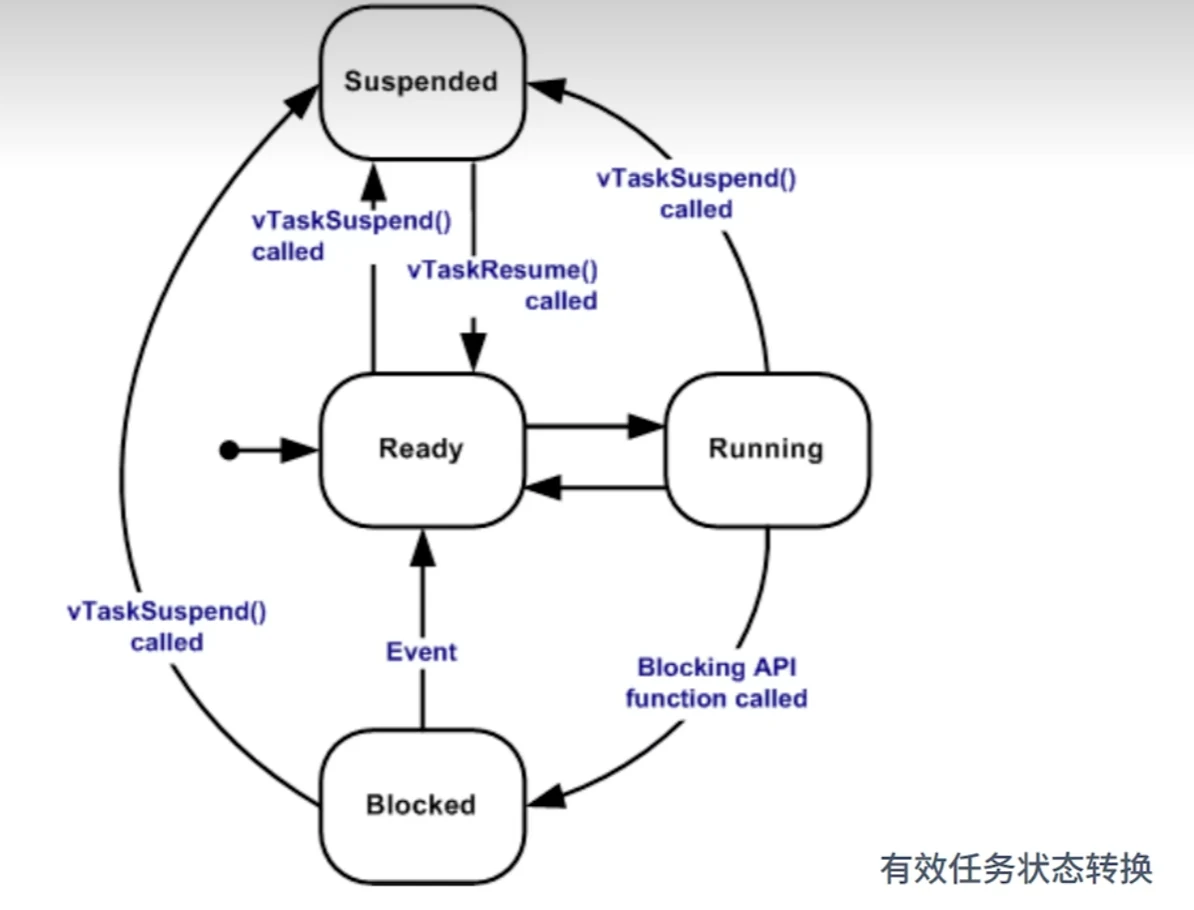 Suspended
vTaskSuspend()
called
vTaskSuspend()
called
vTaskResume()
called
Ready
Running
vTaskSuspend()
called
Event
Blocking API
function called
Blocked
有效任务状态转换